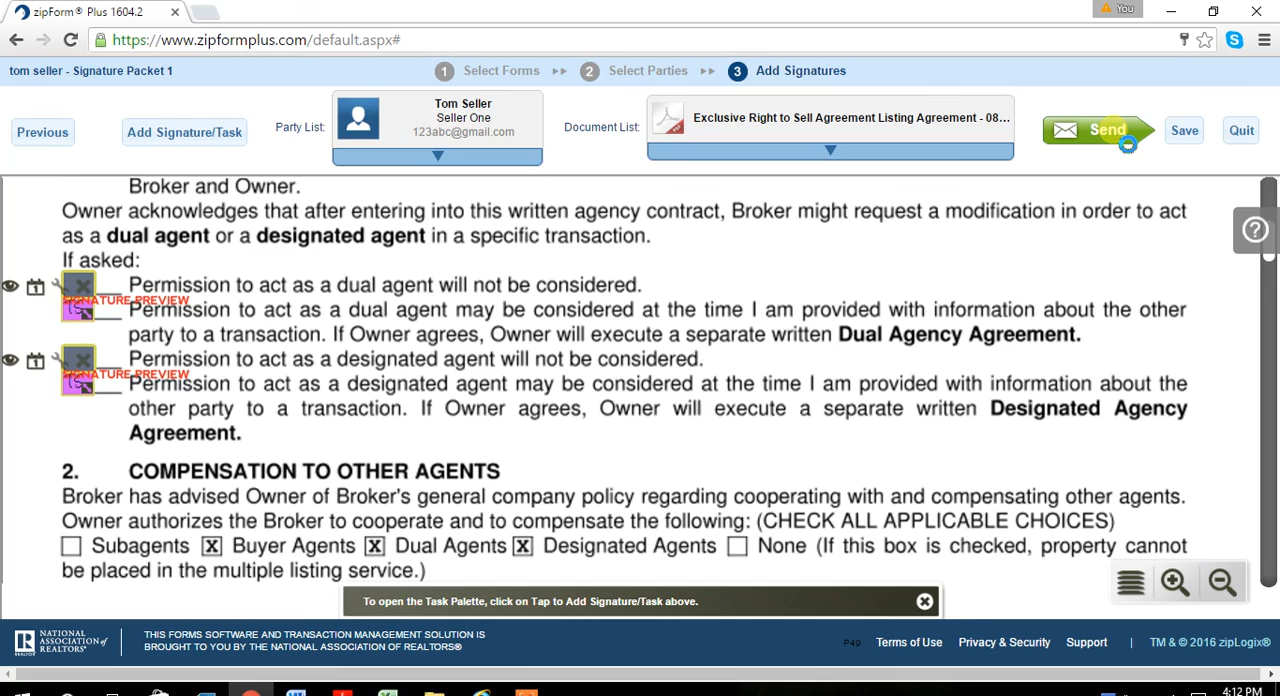 zipForm® Plus 1604.2
You
https://www.zipformplus.com/default.aspx#
tom seller - Signature Packet 1
1 Select Forms
2 Select Parties
3 Add Signatures
Previous
Add Signature/Task
Party List:
Tom Seller
Seller One
123abc@gmail.com
Document List:
Exclusive Right to Sell Agreement Listing Agreement - 08...
Send
Save
Quit
Broker and Owner.
Owner acknowledges that after entering into this written agency contract, Broker might request a modification in order to act
as a dual agent or a designated agent in a specific transaction.
If asked:
Permission to act as a dual agent will not be considered.
SIGNATURE PREVIEW
Permission to act as a dual agent may be considered at the time I am provided with information about the other
party to a transaction. If Owner agrees, Owner will execute a separate written Dual Agency Agreement.
Permission to act as a designated agent will not be considered.
SIGNATURE PREVIEW
Permission to act as a designated agent may be considered at the time I am provided with information about the
other party to a transaction. If Owner agrees, Owner will execute a separate written Designated Agency
Agreement.
2. COMPENSATION TO OTHER AGENTS
Broker has advised Owner of Broker's general company policy regarding cooperating with and compensating other agents.
Owner authorizes the Broker to cooperate and to compensate the following: (CHECK ALL APPLICABLE CHOICES)
Subagents X Buyer Agents X Dual Agents X Designated Agents None (If this box is checked, property cannot
be placed in the multiple listing service.)
To open the Task Palette, click on Tap to Add Signature/Task above.
NATIONAL ASSOCIATION of REALTORS®
THIS FORMS SOFTWARE AND TRANSACTION MANAGEMENT SOLUTION IS
BROUGHT TO YOU BY THE NATIONAL ASSOCIATION OF REALTORS®
P40
Terms of Use
Privacy & Security
Support
TM & © 2016 zipLogix®
4:12 PM